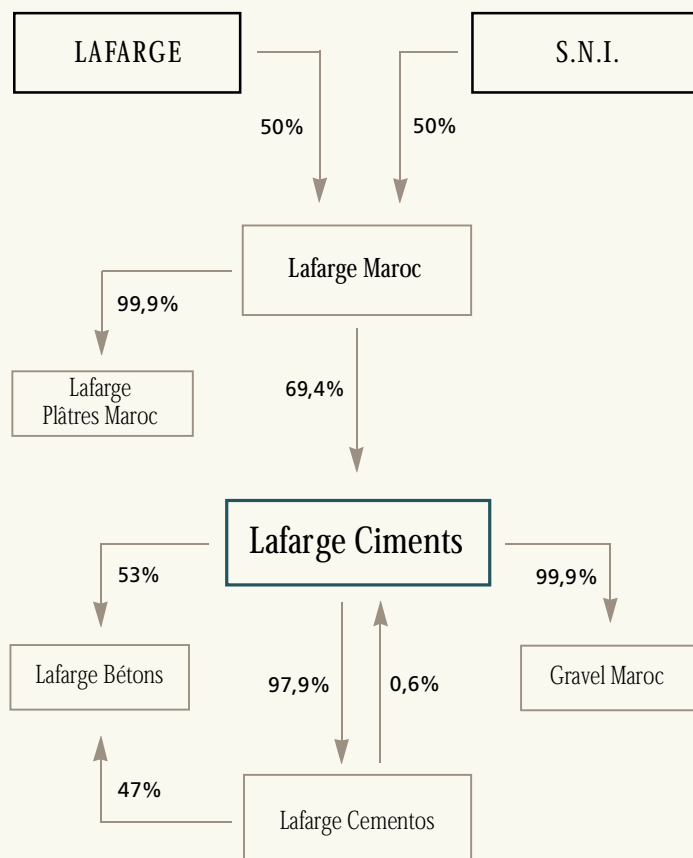 LAFARGE
S.N.I.
50%
50%
Lafarge Maroc
99,9%
Lafarge
Plâtres Maroc
69,4%
Lafarge Ciments
53%
99,9%
Lafarge Bétons
97,9%
0,6%
Gravel Maroc
47%
Lafarge Cementos